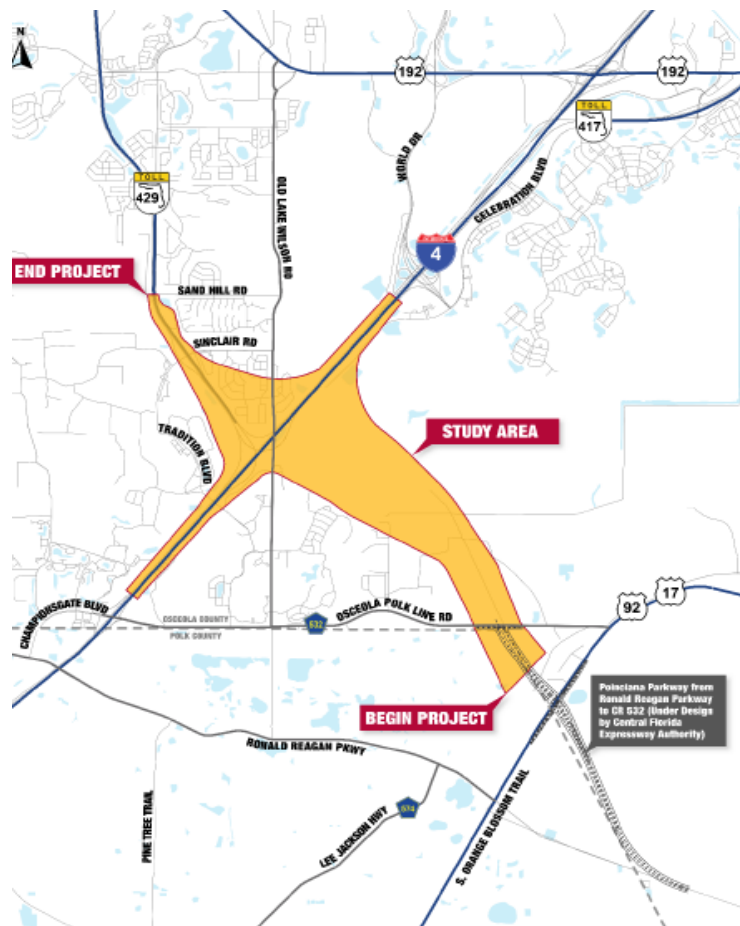 N
192
192
TOLL
417
WORLD DR
CELEBRATION BLVD
TOLL
429
OLD LAKE WILSON RD
4
END PROJECT
SAND HILL RD
SINCLAIR RD
STUDY AREA
TRADITION BLVD
CHAMPIONSGATE BLVD
OSCEOLA COUNTY
POLK COUNTY
532
OSCEOLA POLK LINE RD
92
17
BEGIN PROJECT
Poinciana Parkway from
Ronald Reagan Parkway
to CR 532 (Under Design
by Central Florida
Expressway Authority)
RONALD REAGAN PKWY
PINE TREE TRAIL
LEE JACKSON HWY
574
S. ORANGE BLOSSOM TRAIL